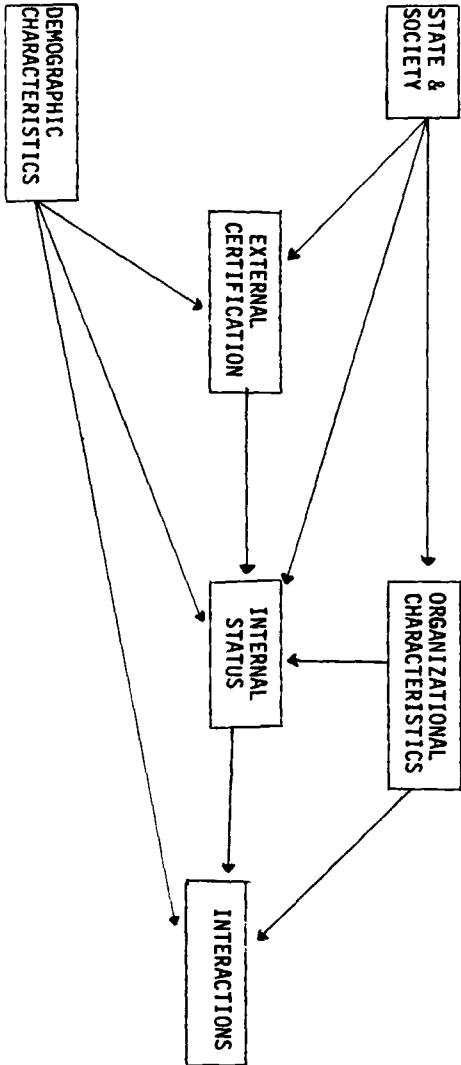 STATE &
SOCIETY
ORGANIZATIONAL
CHARACTERISTICS
EXTERNAL
CERTIFICATION
INTERNAL
STATUS
INTERACTIONS
DEMOGRAPHIC
CHARACTERISTICS